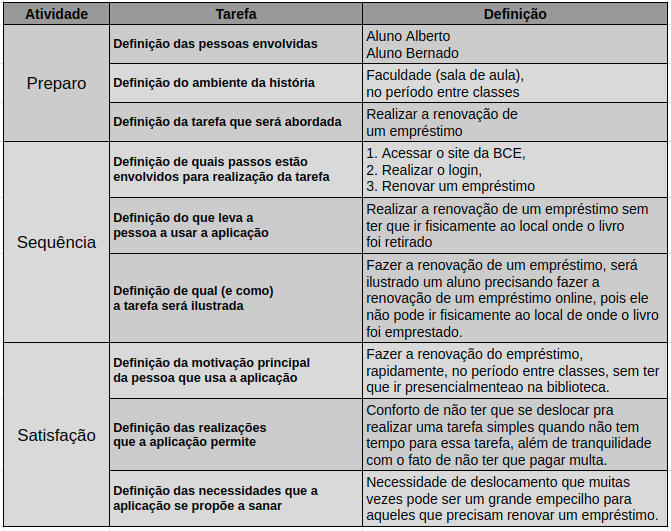 Atividade Tarefa Definição
Preparo
Definição das pessoas envolvidas
Aluno Alberto
Aluno Bernado
Definição do ambiente da história
Faculdade (sala de aula),
no período entre classes
Definição da tarefa que será abordada
Realizar a renovação de
um empréstimo
Sequência
Definição de quais passos estão
envolvidos para realização da tarefa
1. Acessar o site da BCE,
2. Realizar o login,
3. Renovar um empréstimo
Definição do que leva a
pessoa a usar a aplicação
Realizar a renovação de um empréstimo sem
ter que ir fisicamente ao local onde o livro
foi retirado
Definição de qual (e como)
a tarefa será ilustrada
Fazer a renovação de um empréstimo, será
ilustrado um aluno precisando fazer a
renovação de um empréstimo online, pois ele
não pode ir fisicamente ao local de onde o livro
foi emprestado.
Satisfação
Definição da motivação principal
da pessoa que usa a aplicação
Fazer a renovação do empréstimo,
rapidamente, no período entre classes, sem ter
que ir presencialmenteao na biblioteca.
Definição das realizações
que a aplicação permite
Conforto de não ter que se deslocar pra
realizar uma tarefa simples quando não tem
tempo para essa tarefa, além de tranquilidade
com o fato de não ter que pagar multa.
Definição das necessidades que a
aplicação se propõe a sanar
Necessidade de deslocamento que muitas
vezes pode ser um grande empecilho para
aqueles que precisam renovar um empréstimo.